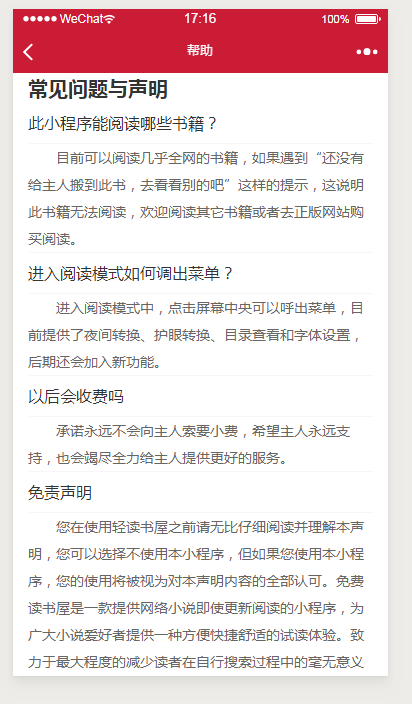 WeChat 17:16 100%
帮助
常见问题与声明
此小程序能阅读哪些书籍？
目前可以阅读几乎全网的书籍，如果遇到“还没有
给主人搬到此书，去看看别的吧”这样的提示，这说明
此书籍无法阅读，欢迎阅读其它书籍或者去正版网站购
买阅读。
进入阅读模式如何调出菜单？
进入阅读模式中，点击屏幕中央可以呼出菜单，目
前提供了夜间转换、护眼转换、目录查看和字体设置，
后期还会加入新功能。
以后会收费吗
承诺永远不会向主人索要小费，希望主人永远支
持，也会竭尽全力给主人提供更好的服务。
免责声明
您在使用轻读书屋之前请无比仔细阅读并理解本声
明，您可以选择不使用本小程序，但如果您使用本小程
序，您的使用将被视为对本声明内容的全部认可。免费
读书屋是一款提供网络小说即使更新阅读的小程序，为
广大小说爱好者提供一种方便快捷舒适的试读体验。致
力于最大程度的减少读者在自行搜索过程中的毫无意义